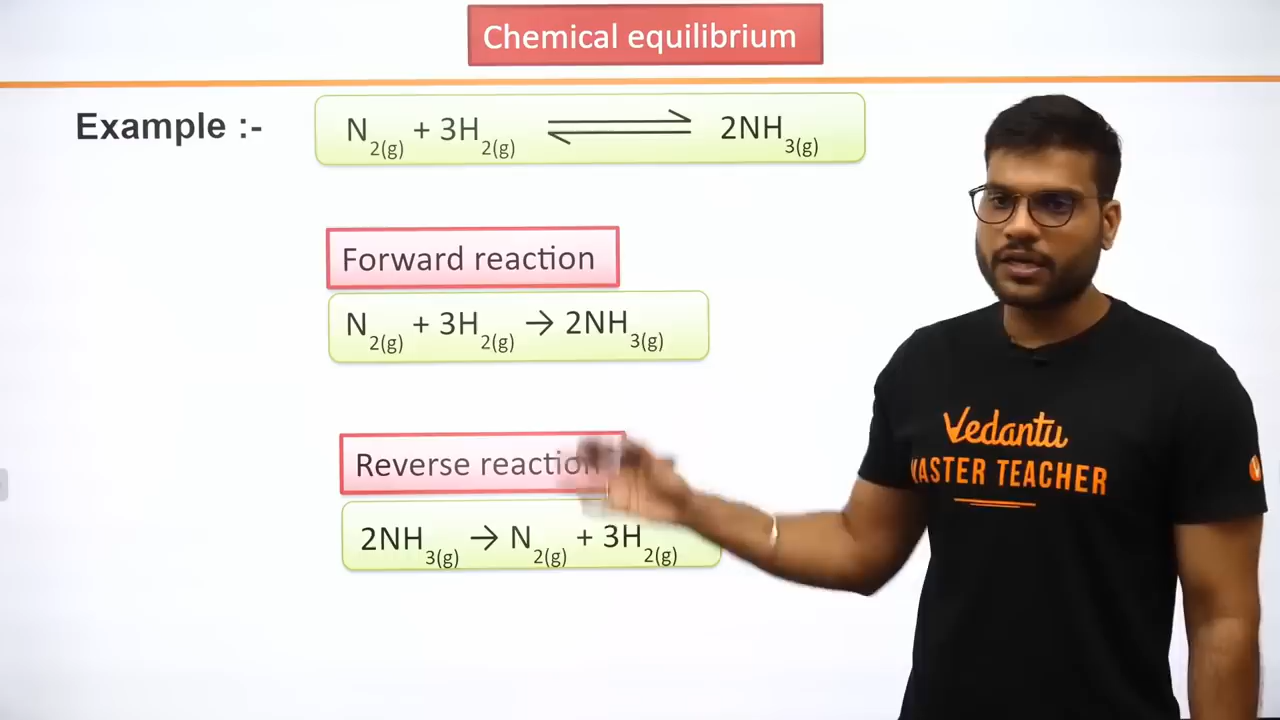 Chemical equilibrium
Example :- N2(g) + 3H2(g) ⇌ 2NH3(g)
Forward reaction
N2(g) + 3H2(g) → 2NH3(g)
Reverse reaction
2NH3(g) → N2(g) + 3H2(g)
Vedantu
MASTER TEACHER